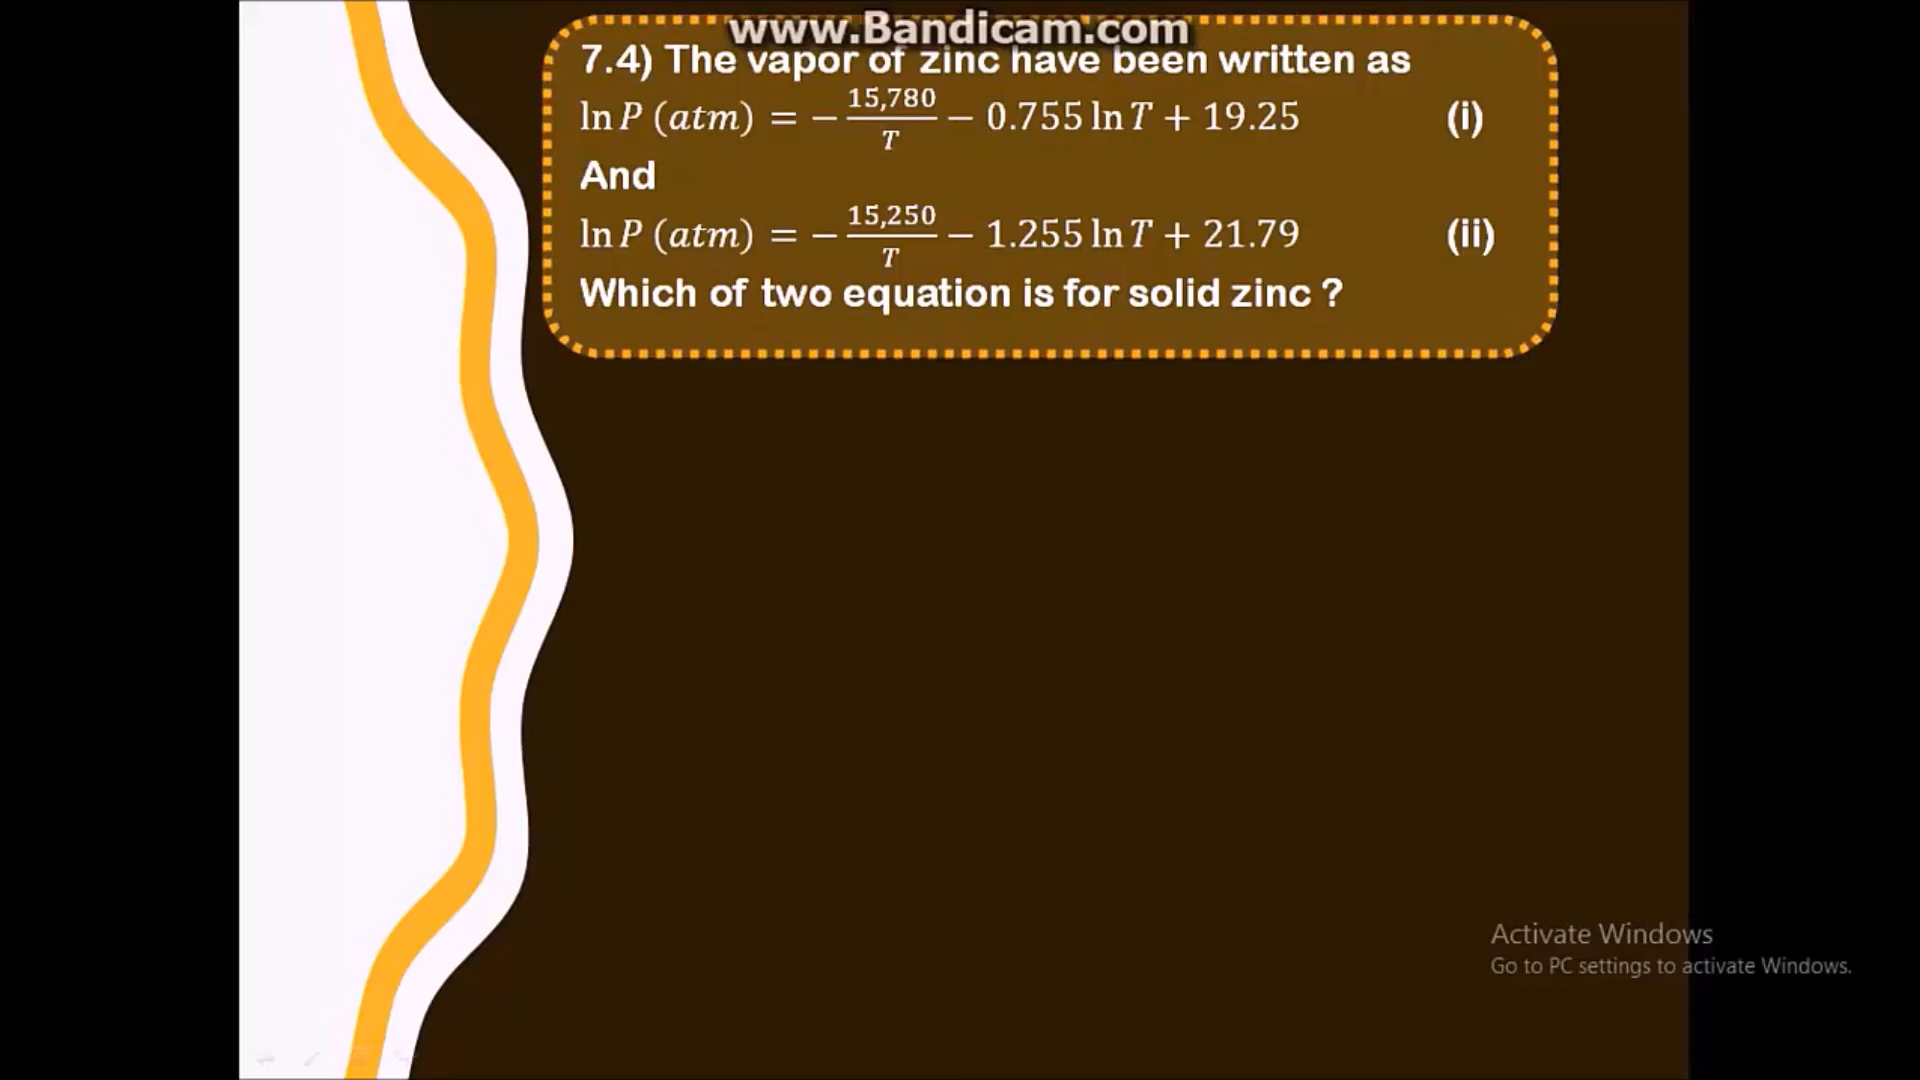 www.Bandicam.com
7.4) The vapor of zinc have been written as
ln P (atm) = − 15,780/T − 0.755 ln T + 19.25 (i)
And
ln P (atm) = − 15,250/T − 1.255 ln T + 21.79 (ii)
Which of two equation is for solid zinc ?
Activate Windows
Go to PC settings to activate Windows.